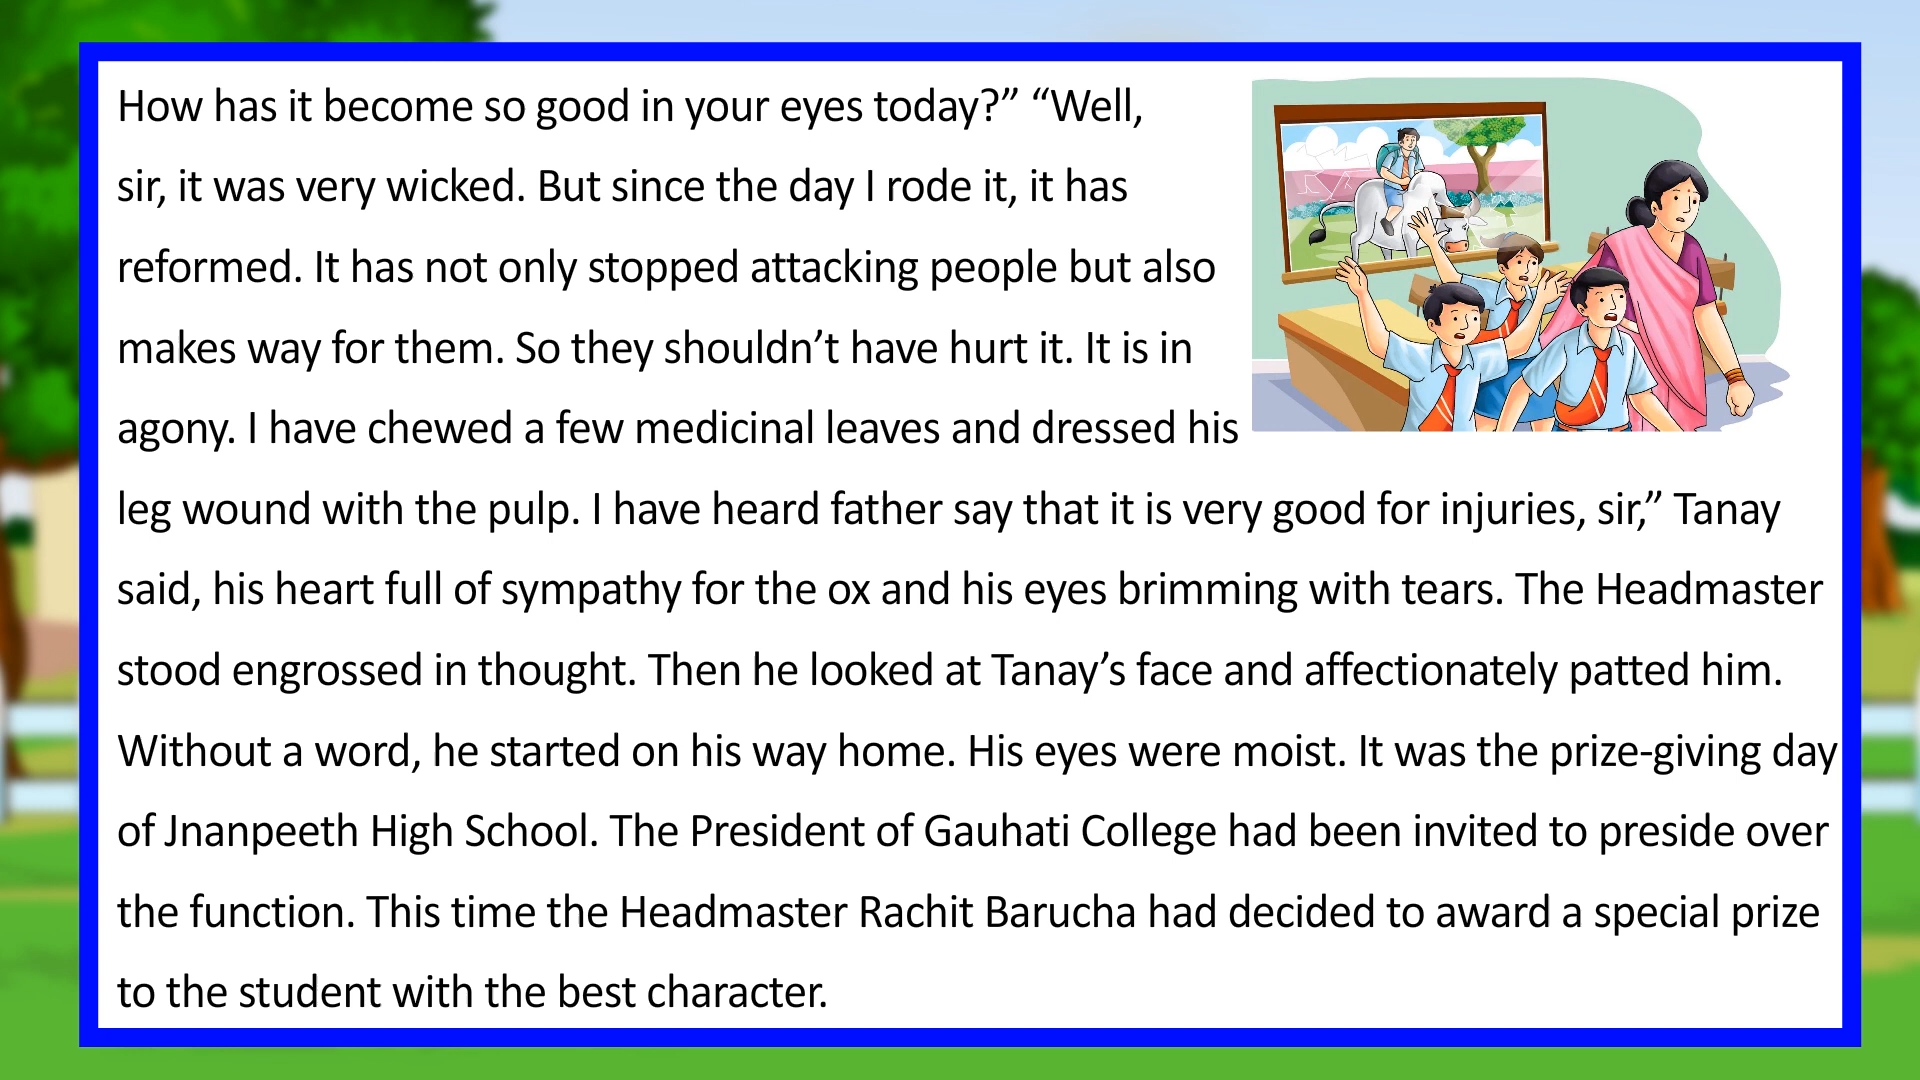 How has it become so good in your eyes today?” “Well,
sir, it was very wicked. But since the day I rode it, it has
reformed. It has not only stopped attacking people but also
makes way for them. So they shouldn’t have hurt it. It is in
agony. I have chewed a few medicinal leaves and dressed his
leg wound with the pulp. I have heard father say that it is very good for injuries, sir,” Tanay
said, his heart full of sympathy for the ox and his eyes brimming with tears. The Headmaster
stood engrossed in thought. Then he looked at Tanay’s face and affectionately patted him.
Without a word, he started on his way home. His eyes were moist. It was the prize-giving day
of Jnanpeeth High School. The President of Gauhati College had been invited to preside over
the function. This time the Headmaster Rachit Barucha had decided to award a special prize
to the student with the best character.